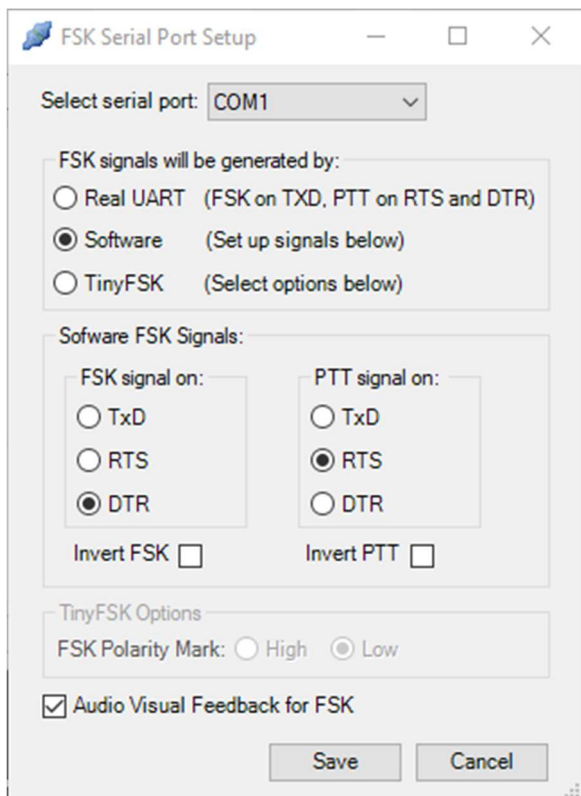 FSK Serial Port Setup
Select serial port: COM1
FSK signals will be generated by:
Real UART (FSK on TXD, PTT on RTS and DTR)
Software (Set up signals below)
TinyFSK (Select options below)
Sofware FSK Signals:
FSK signal on: PTT signal on:
TxD TxD
RTS RTS
DTR DTR
Invert FSK Invert PTT
TinyFSK Options
FSK Polarity Mark: High Low
Audio Visual Feedback for FSK
Save Cancel